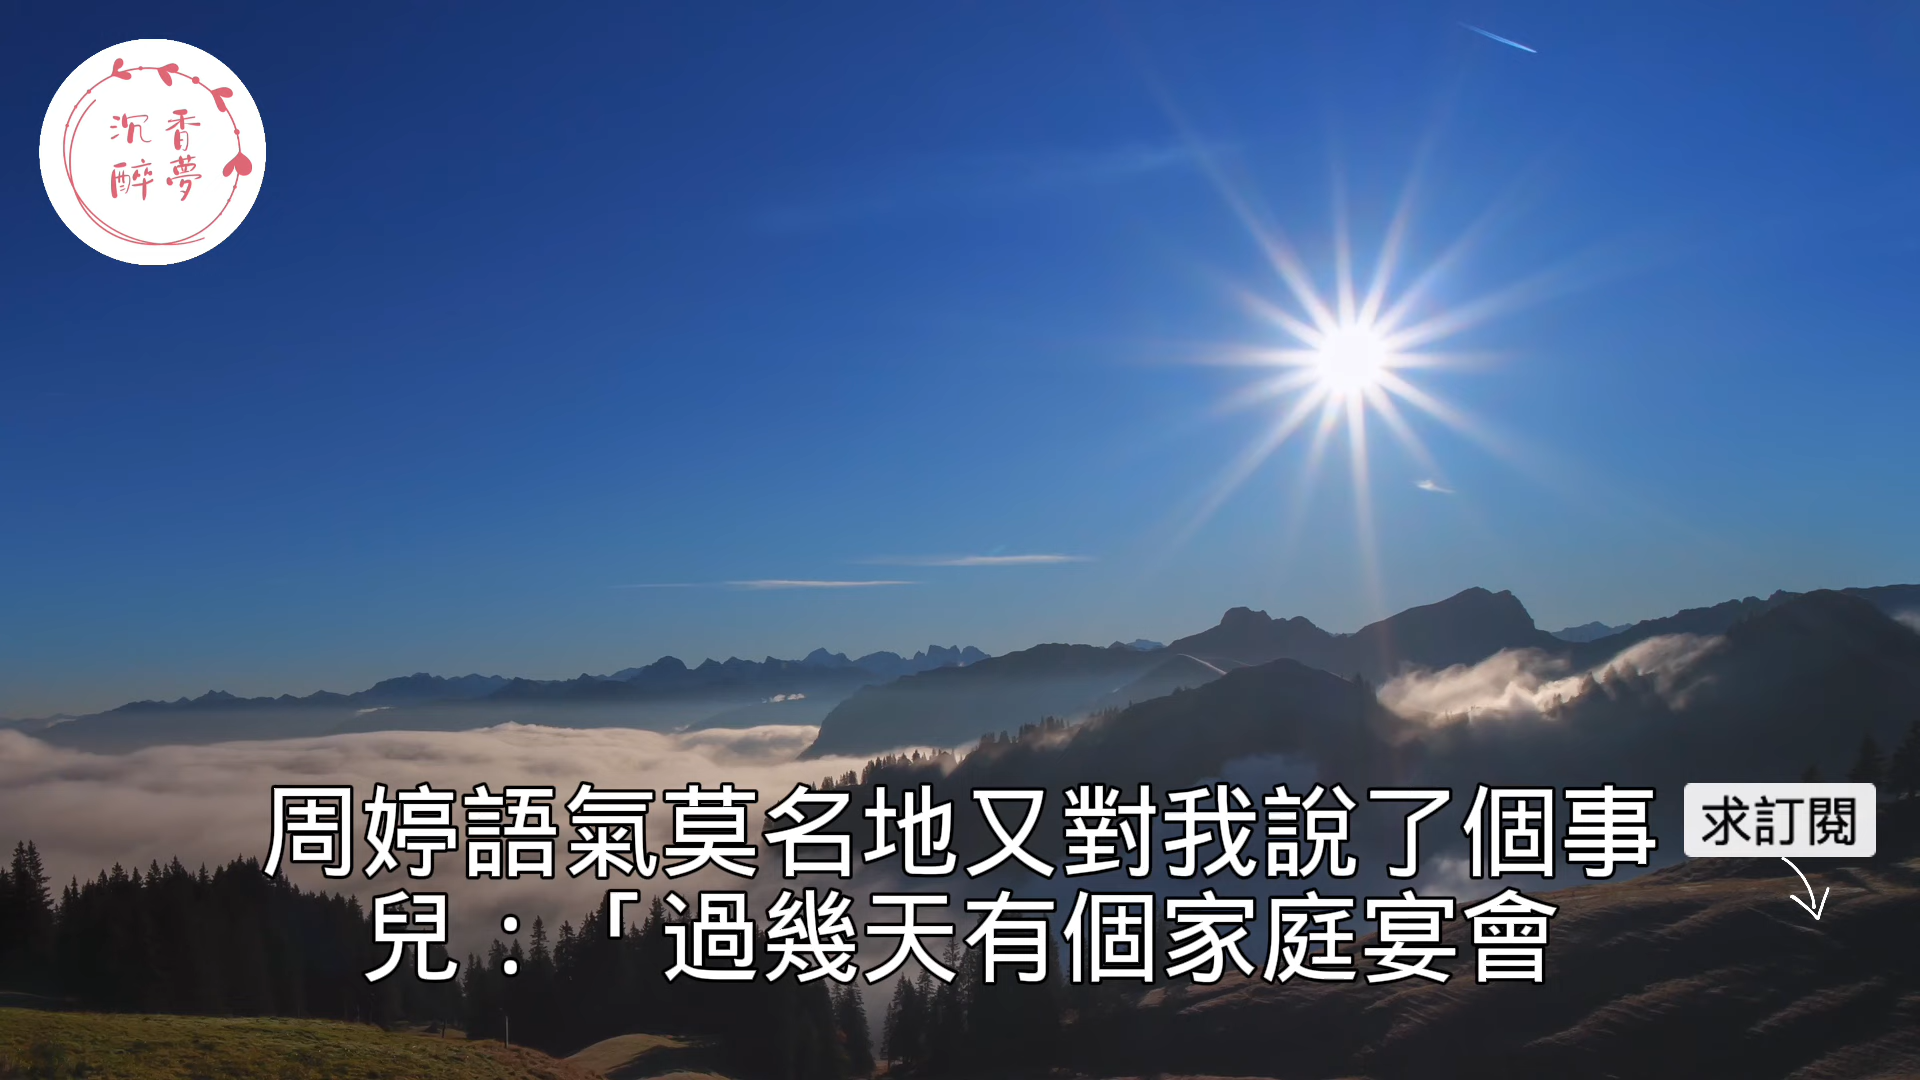 沉香
醉夢
周婷語氣莫名地又對我說了個事
兒：「過幾天有個家庭宴會
求訂閱